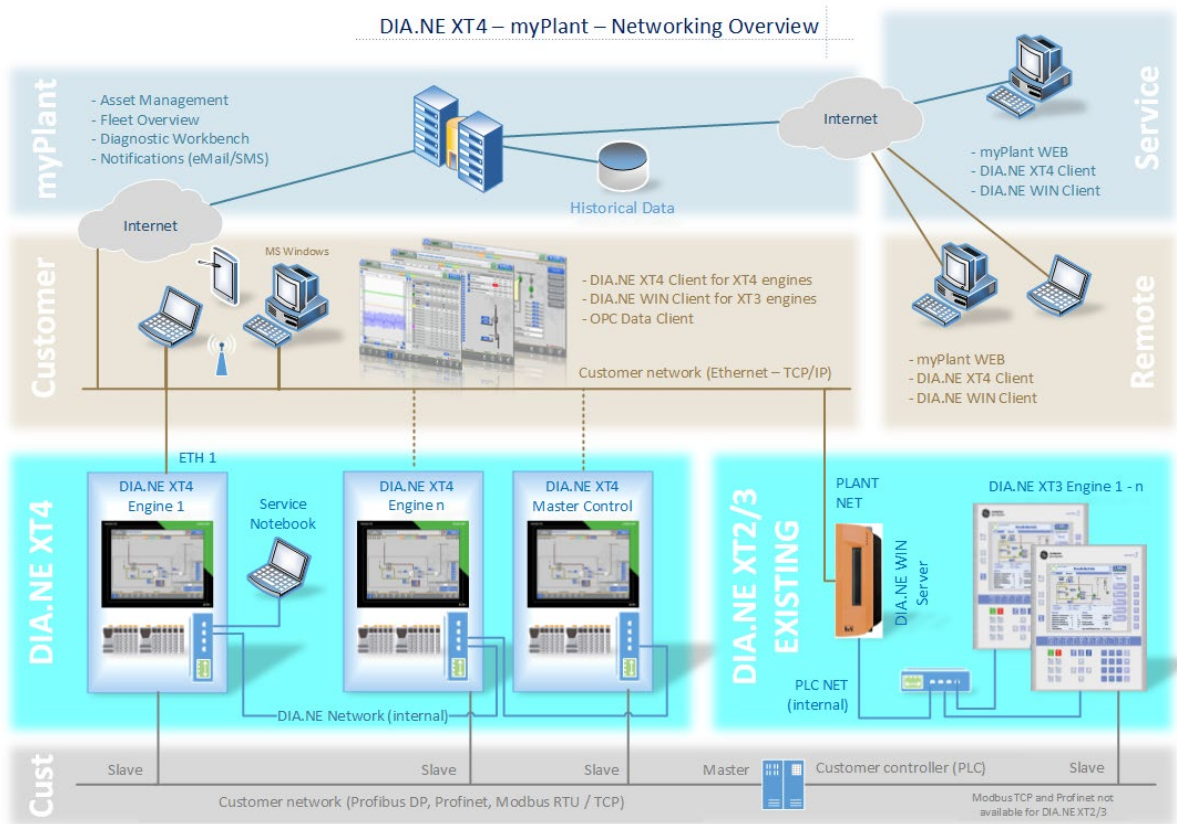 DIA.NE XT4 – myPlant – Networking Overview
myPlant
- Asset Management
- Fleet Overview
- Diagnostic Workbench
- Notifications (eMail/SMS)
Internet
Historical Data
Internet
Service
- myPlant WEB
- DIA.NE XT4 Client
- DIA.NE WIN Client
Customer
MS Windows
- DIA.NE XT4 Client for XT4 engines
- DIA.NE WIN Client for XT3 engines
- OPC Data Client
Customer network (Ethernet – TCP/IP)
Remote
- myPlant WEB
- DIA.NE XT4 Client
- DIA.NE WIN Client
DIA.NE XT4
ETH 1
DIA.NE XT4
Engine 1
Service
Notebook
DIA.NE XT4
Engine n
DIA.NE XT4
Master Control
DIA.NE Network (internal)
DIA.NE XT2/3
EXISTING
PLANT
NET
DIA.NE WIN
Server
DIA.NE XT3 Engine 1 - n
PLC NET
(internal)
Cust
Slave
Slave
Slave
Master
Customer controller (PLC)
Slave
Customer network (Profibus DP, Profinet, Modbus RTU / TCP)
Modbus TCP and Profinet not
available for DIA.NE XT2/3